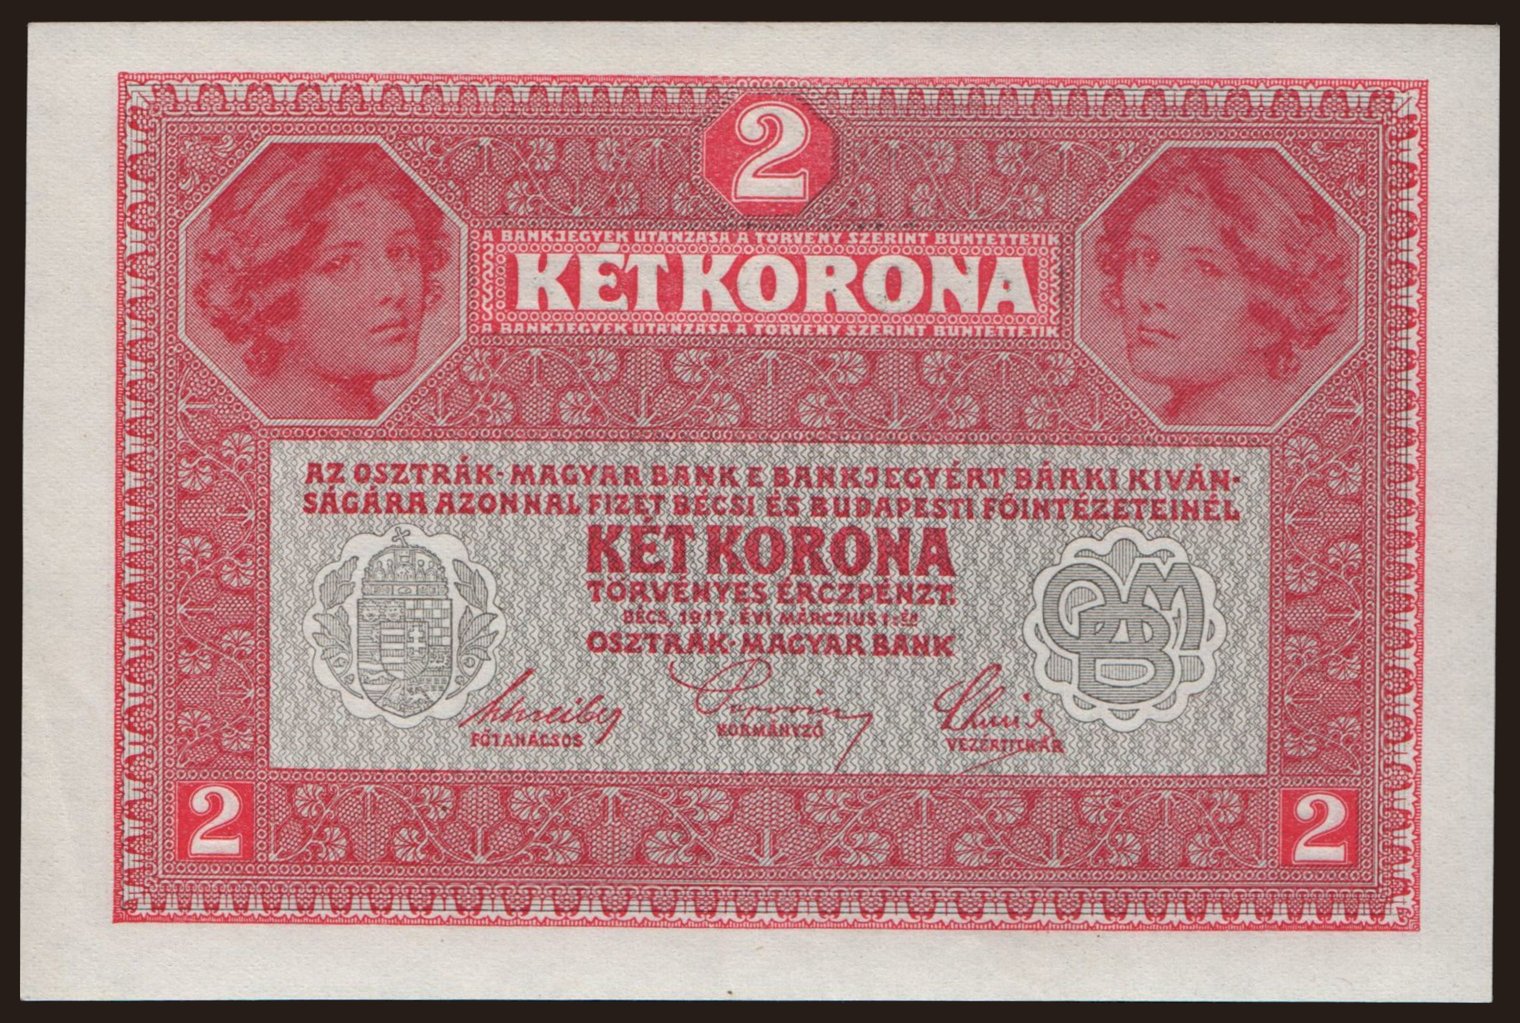 2
A BANKJEGYEK UTÁNZÁSA A TÖRVÉNY SZERINT BÜNTETTETIK
KÉT KORONA
A BANKJEGYEK UTÁNZÁSA A TÖRVÉNY SZERINT BÜNTETTETIK
AZ OSZTRÁK-MAGYAR BANK E BANKJEGYÉRT BÁRKI KIVÁN-
SÁGÁRA AZONNAL FIZET BÉCSI ÉS BUDAPESTI FŐINTÉZETEINÉL
KÉT KORONA
TÖRVÉNYES ÉRCZPÉNZT.
BÉCS, 1917. ÉVI MÁRCZIUS 1-ÉN
OSZTRÁK-MAGYAR BANK
FŐTANÁCSOS KORMÁNYZÓ VEZÉRTITKÁR
2 2